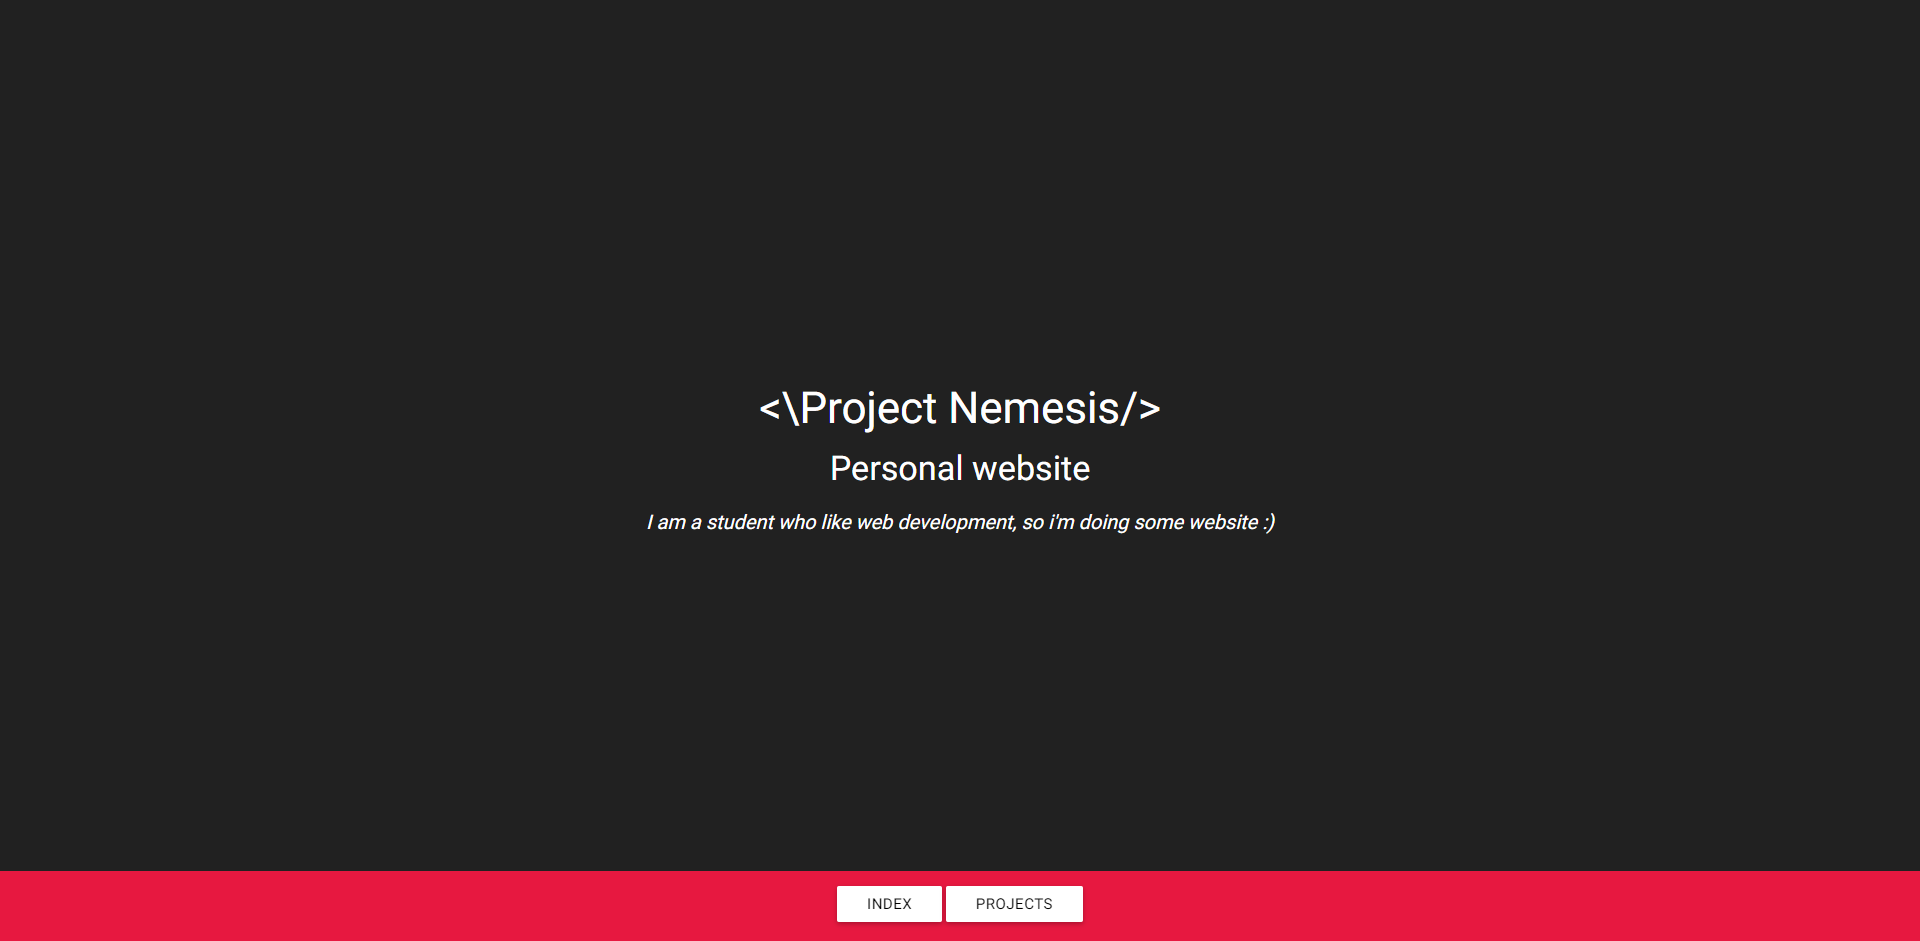 <\Project Nemesis/>
Personal website
I am a student who like web development, so i'm doing some website :)
INDEX PROJECTS